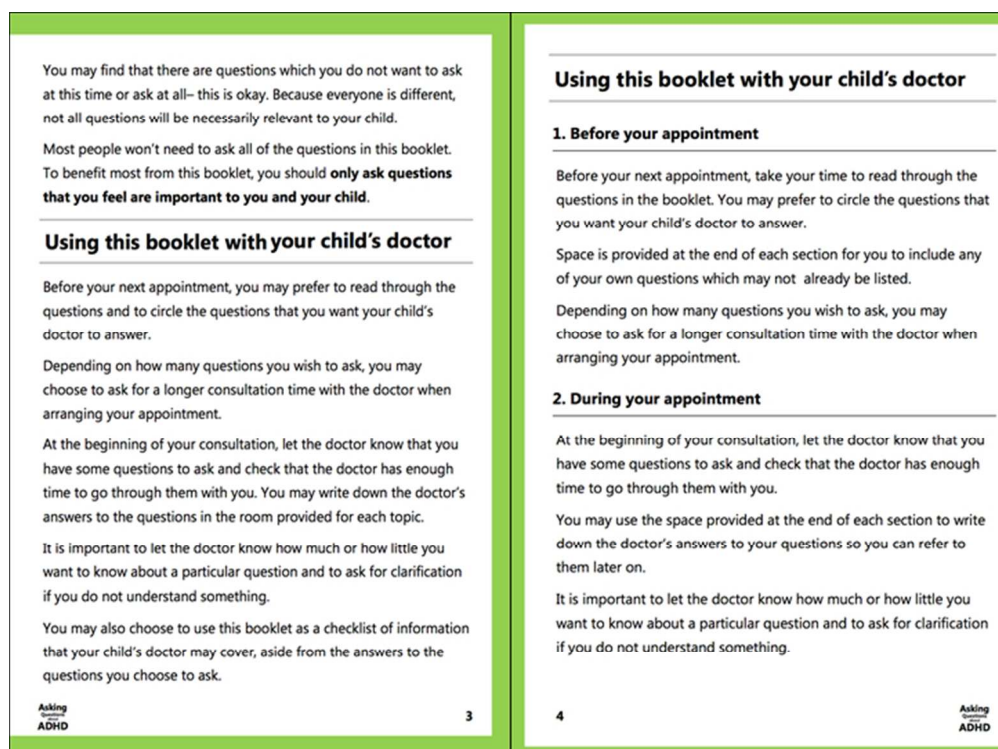 You may find that there are questions which you do not want to ask
at this time or ask at all– this is okay. Because everyone is different,
not all questions will be necessarily relevant to your child.
Most people won't need to ask all of the questions in this booklet.
To benefit most from this booklet, you should only ask questions
that you feel are important to you and your child.
Using this booklet with your child's doctor
Before your next appointment, you may prefer to read through the
questions and to circle the questions that you want your child's
doctor to answer.
Depending on how many questions you wish to ask, you may
choose to ask for a longer consultation time with the doctor when
arranging your appointment.
At the beginning of your consultation, let the doctor know that you
have some questions to ask and check that the doctor has enough
time to go through them with you. You may write down the doctor's
answers to the questions in the room provided for each topic.
It is important to let the doctor know how much or how little you
want to know about a particular question and to ask for clarification
if you do not understand something.
You may also choose to use this booklet as a checklist of information
that your child's doctor may cover, aside from the answers to the
questions you choose to ask.
Asking
Questions
about
ADHD
3
Using this booklet with your child's doctor
1. Before your appointment
Before your next appointment, take your time to read through the
questions in the booklet. You may prefer to circle the questions that
you want your child's doctor to answer.
Space is provided at the end of each section for you to include any
of your own questions which may not already be listed.
Depending on how many questions you wish to ask, you may
choose to ask for a longer consultation time with the doctor when
arranging your appointment.
2. During your appointment
At the beginning of your consultation, let the doctor know that you
have some questions to ask and check that the doctor has enough
time to go through them with you.
You may use the space provided at the end of each section to write
down the doctor's answers to your questions so you can refer to
them later on.
It is important to let the doctor know how much or how little you
want to know about a particular question and to ask for clarification
if you do not understand something.
4
Asking
Questions
about
ADHD